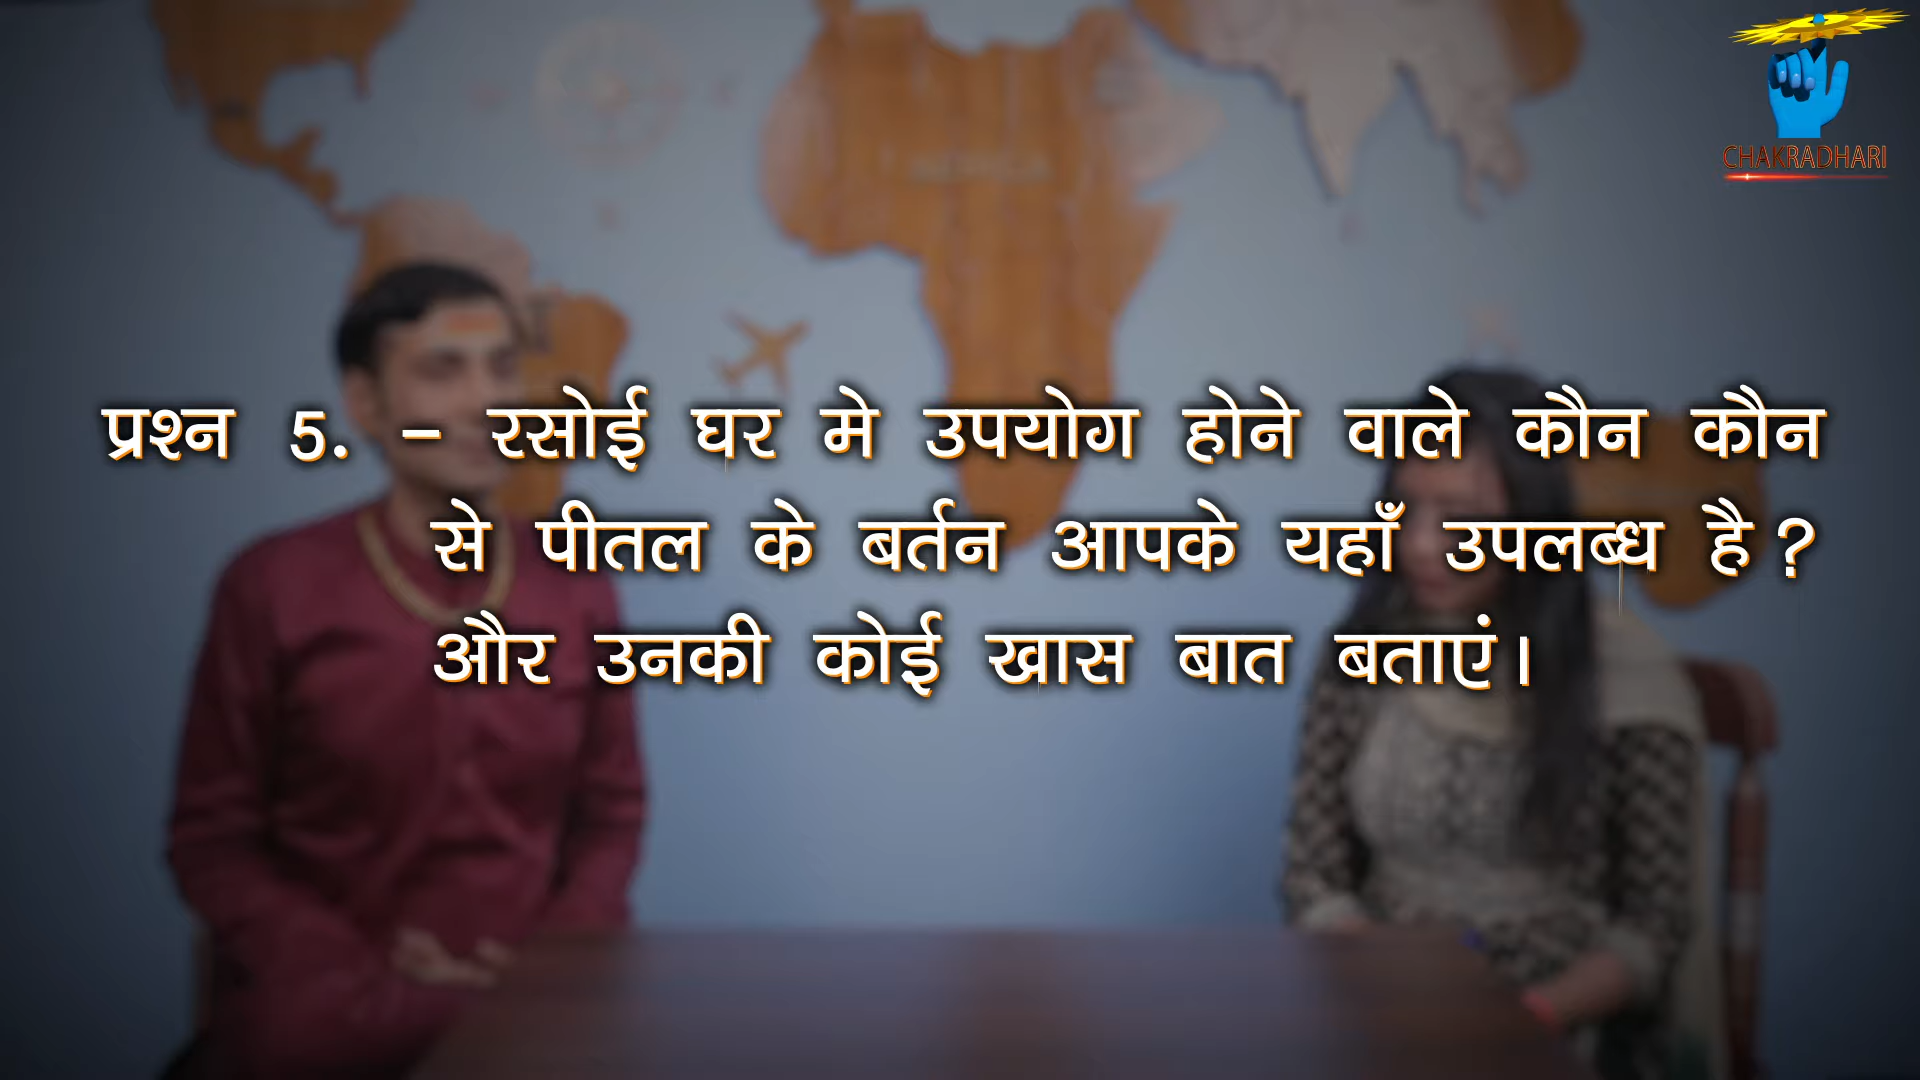 CHAKRADHARI
प्रश्न 5. – रसोई घर मे उपयोग होने वाले कौन कौन
से पीतल के बर्तन आपके यहाँ उपलब्ध है ?
और उनकी कोई खास बात बताएं।